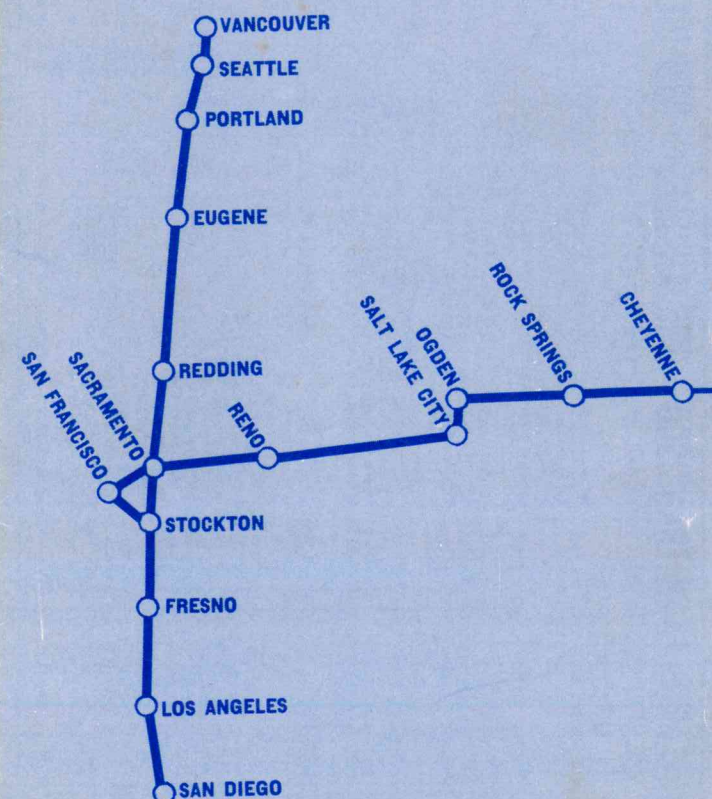 VANCOUVER
SEATTLE
PORTLAND
EUGENE
REDDING
SACRAMENTO
SAN FRANCISCO
RENO
SALT LAKE CITY
OGDEN
ROCK SPRINGS
CHEYENNE
STOCKTON
FRESNO
LOS ANGELES
SAN DIEGO